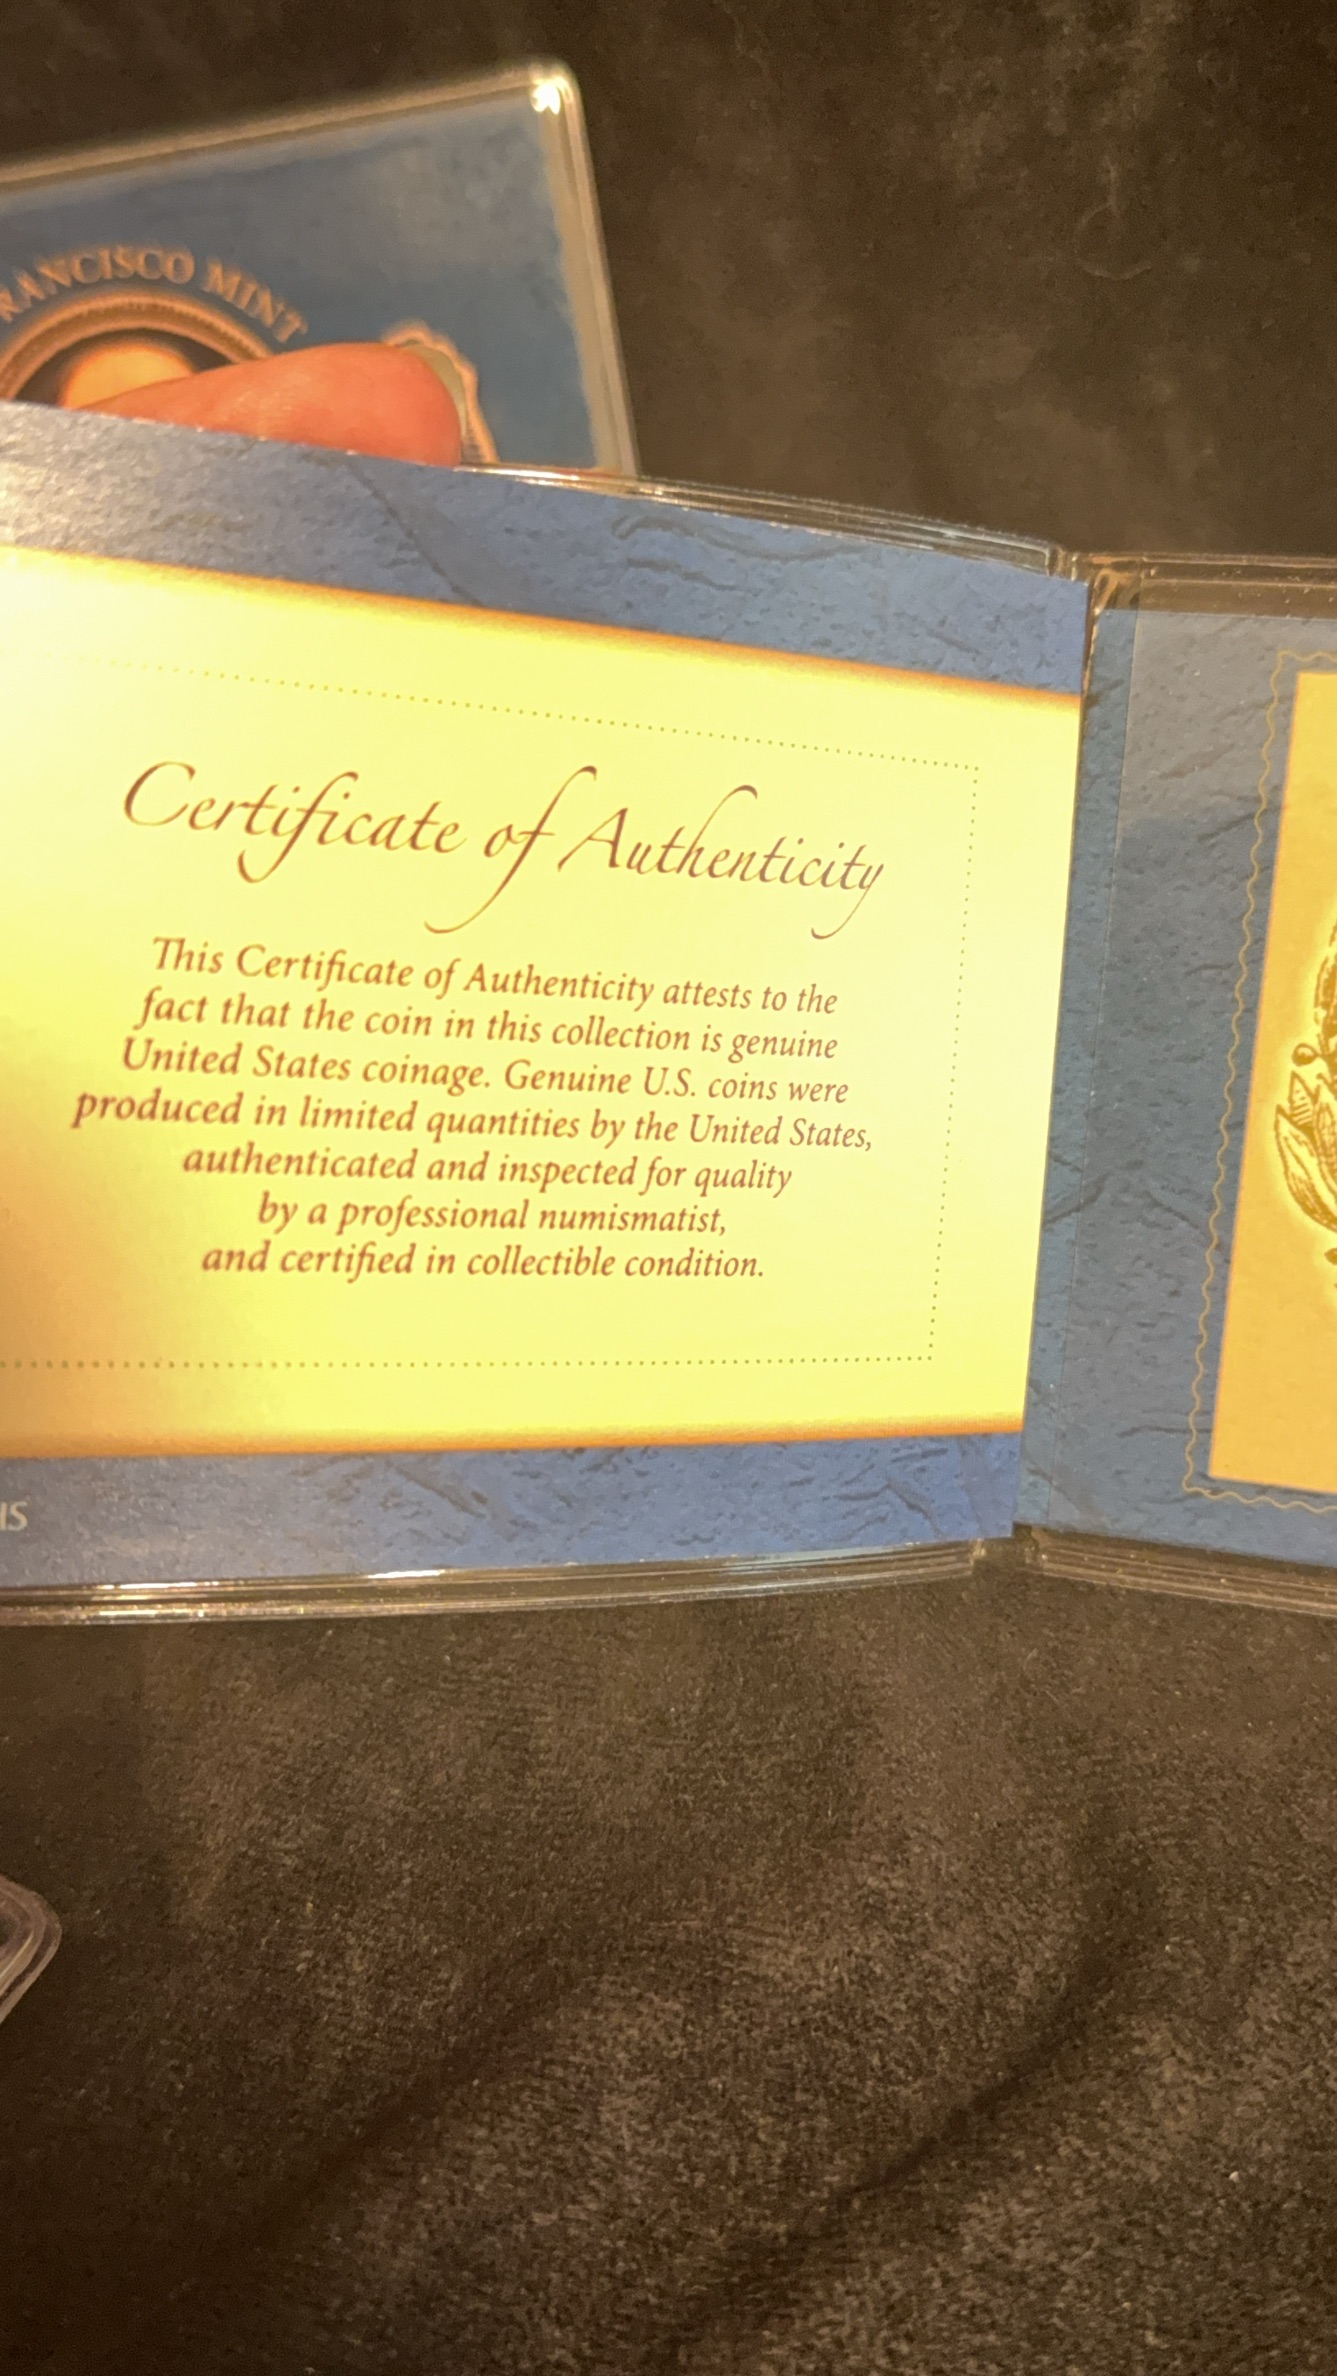 MINT
Certificate of Authenticity
This Certificate of Authenticity attests to the
fact that the coin in this collection is genuine
United States coinage. Genuine U.S. coins were
produced in limited quantities by the United States,
authenticated and inspected for quality
by a professional numismatist,
and certified in collectible condition.